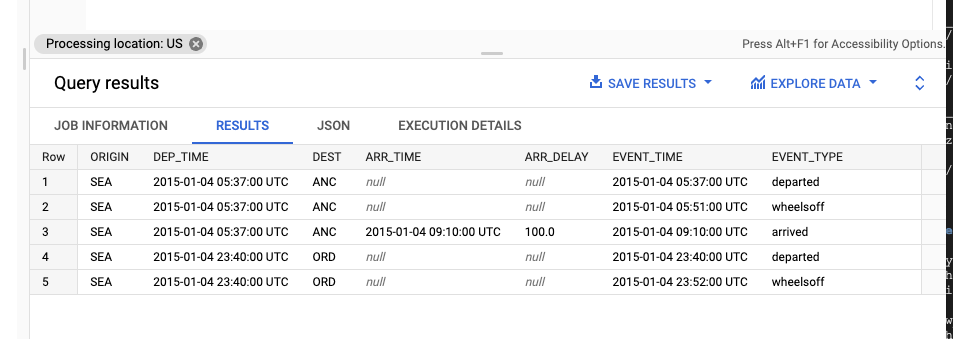 Processing location: US
Press Alt+F1 for Accessibility Options.
Query results SAVE RESULTS EXPLORE DATA
JOB INFORMATION RESULTS JSON EXECUTION DETAILS
Row ORIGIN DEP_TIME DEST ARR_TIME ARR_DELAY EVENT_TIME EVENT_TYPE
1 SEA 2015-01-04 05:37:00 UTC ANC null null 2015-01-04 05:37:00 UTC departed
2 SEA 2015-01-04 05:37:00 UTC ANC null null 2015-01-04 05:51:00 UTC wheelsoff
3 SEA 2015-01-04 05:37:00 UTC ANC 2015-01-04 09:10:00 UTC 100.0 2015-01-04 09:10:00 UTC arrived
4 SEA 2015-01-04 23:40:00 UTC ORD null null 2015-01-04 23:40:00 UTC departed
5 SEA 2015-01-04 23:40:00 UTC ORD null null 2015-01-04 23:52:00 UTC wheelsoff